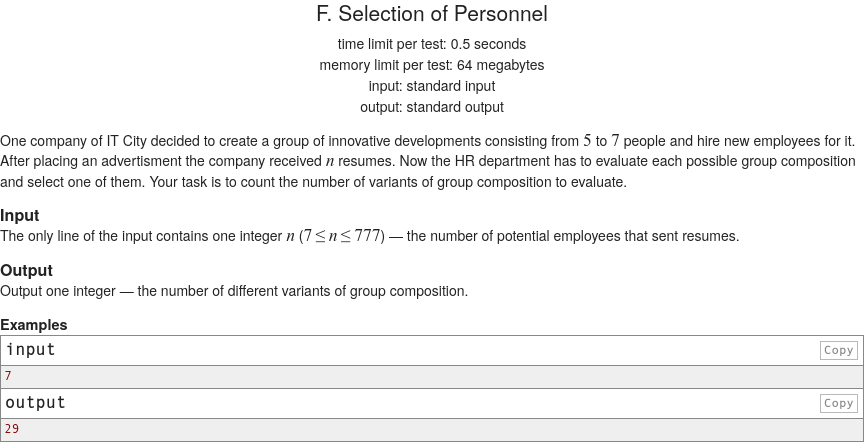 F. Selection of Personnel
time limit per test: 0.5 seconds
memory limit per test: 64 megabytes
input: standard input
output: standard output
One company of IT City decided to create a group of innovative developments consisting from 5 to 7 people and hire new employees for it.
After placing an advertisment the company received n resumes. Now the HR department has to evaluate each possible group composition
and select one of them. Your task is to count the number of variants of group composition to evaluate.
Input
The only line of the input contains one integer n (7 ≤ n ≤ 777) — the number of potential employees that sent resumes.
Output
Output one integer — the number of different variants of group composition.
Examples
input Copy
7
output Copy
29